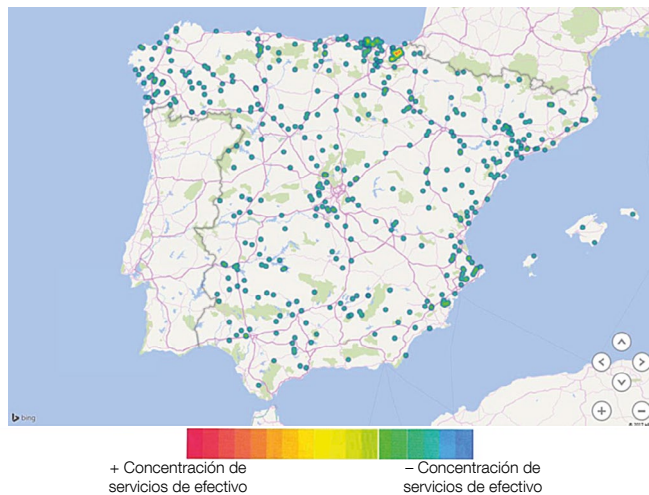 bing
+ Concentración de
servicios de efectivo
– Concentración de
servicios de efectivo